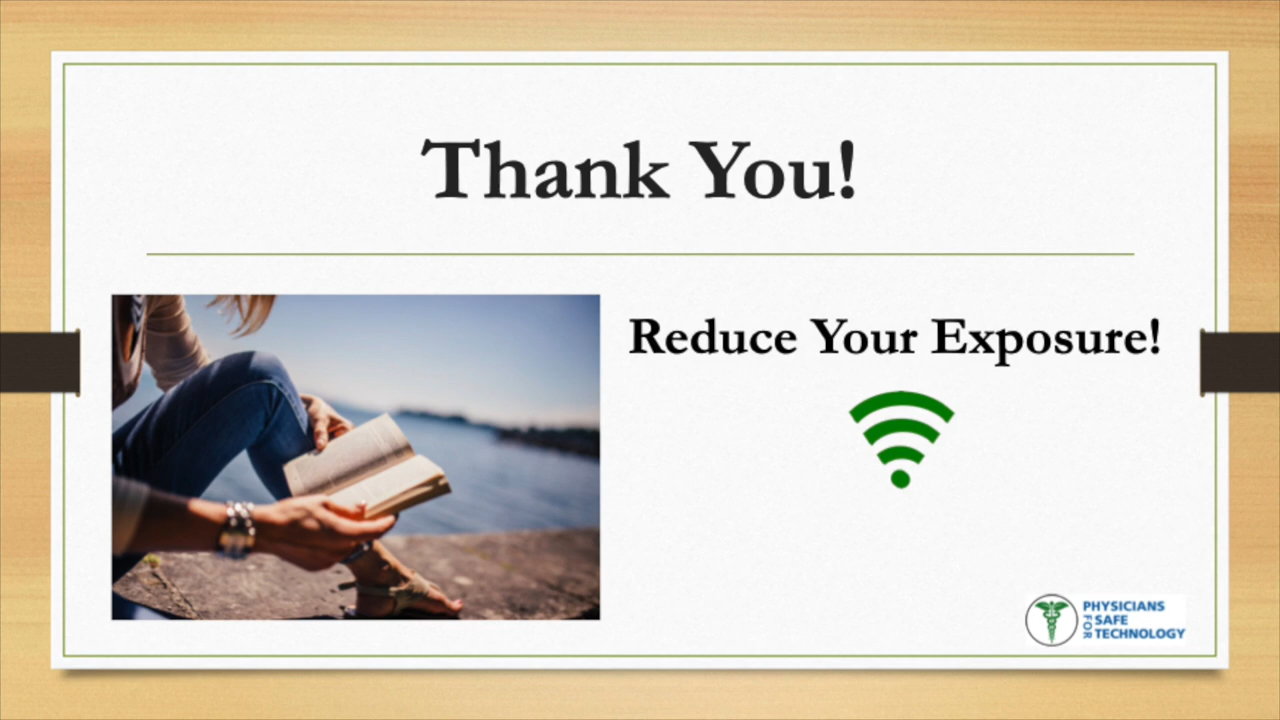 Thank You!
Reduce Your Exposure!
PHYSICIANS
FOR SAFE
TECHNOLOGY